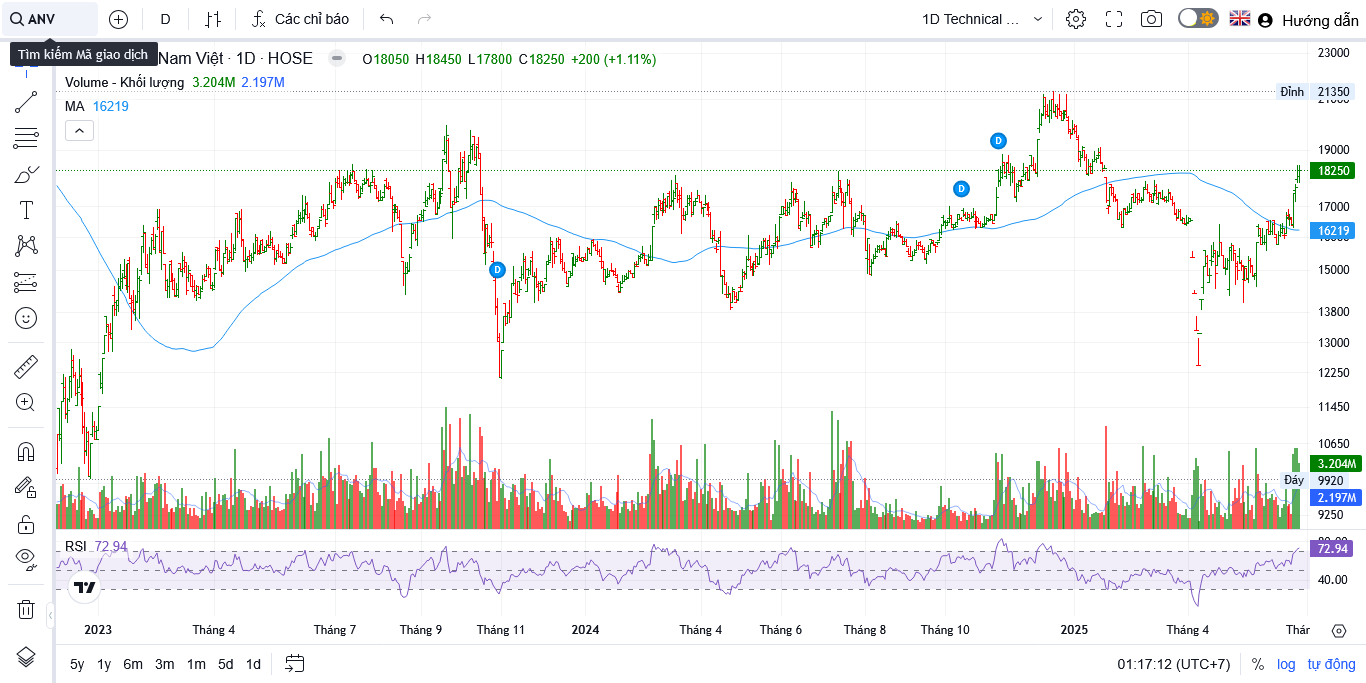 ANV D Các chỉ báo 1D Technical ... Hướng dẫn
Tìm kiếm Mã giao dịch
Nam Việt · 1D · HOSE O18050 H18450 L17800 C18250 +200 (+1.11%)
Volume - Khối lượng 3.204M 2.197M
MA 16219
23000
Đỉnh 21350
21000
19000
18250
17000
16219
16000
15000
13800
13000
12250
11450
10650
3.204M
Đáy 9920
2.197M
9250
D
D
D
RSI 72.94
80.00
72.94
40.00
2023 Tháng 4 Tháng 7 Tháng 9 Tháng 11 2024 Tháng 4 Tháng 6 Tháng 8 Tháng 10 2025 Tháng 4 Thár
5y 1y 6m 3m 1m 5d 1d 01:17:12 (UTC+7) % log tự động